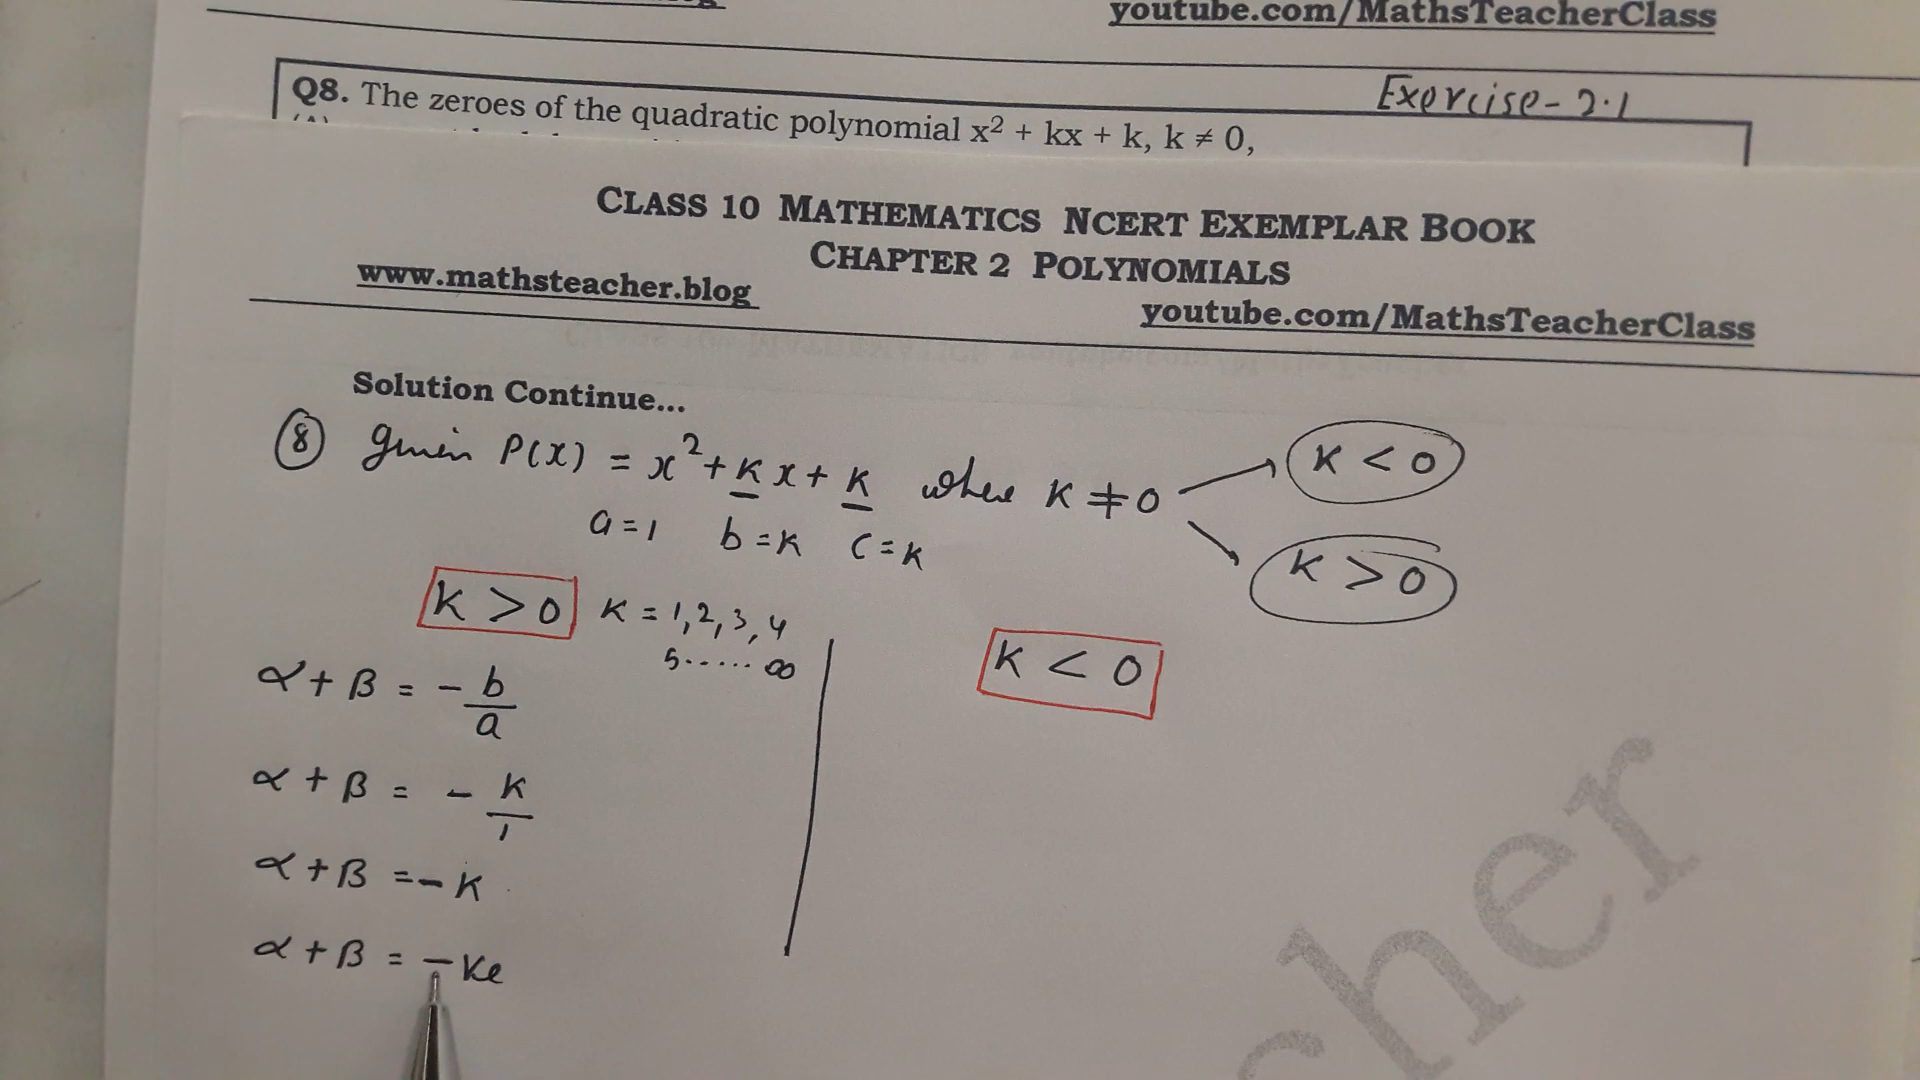 youtube.com/MathsTeacherClass
Exercise-2.1
Q8. The zeroes of the quadratic polynomial x² + kx + k, k ≠ 0,
CLASS 10 MATHEMATICS NCERT EXEMPLAR BOOK
CHAPTER 2 POLYNOMIALS
www.mathsteacher.blog
youtube.com/MathsTeacherClass
Solution Continue...
⑧ given P(x) = x² + Kx + K where K ≠ 0
K < 0
K > 0
a = 1 b = K c = K
K > 0 K = 1, 2, 3, 4
5......∞
α + β = - b/a
α + β = - K/1
α + β = - K
α + β = - Ve
K < 0
cher